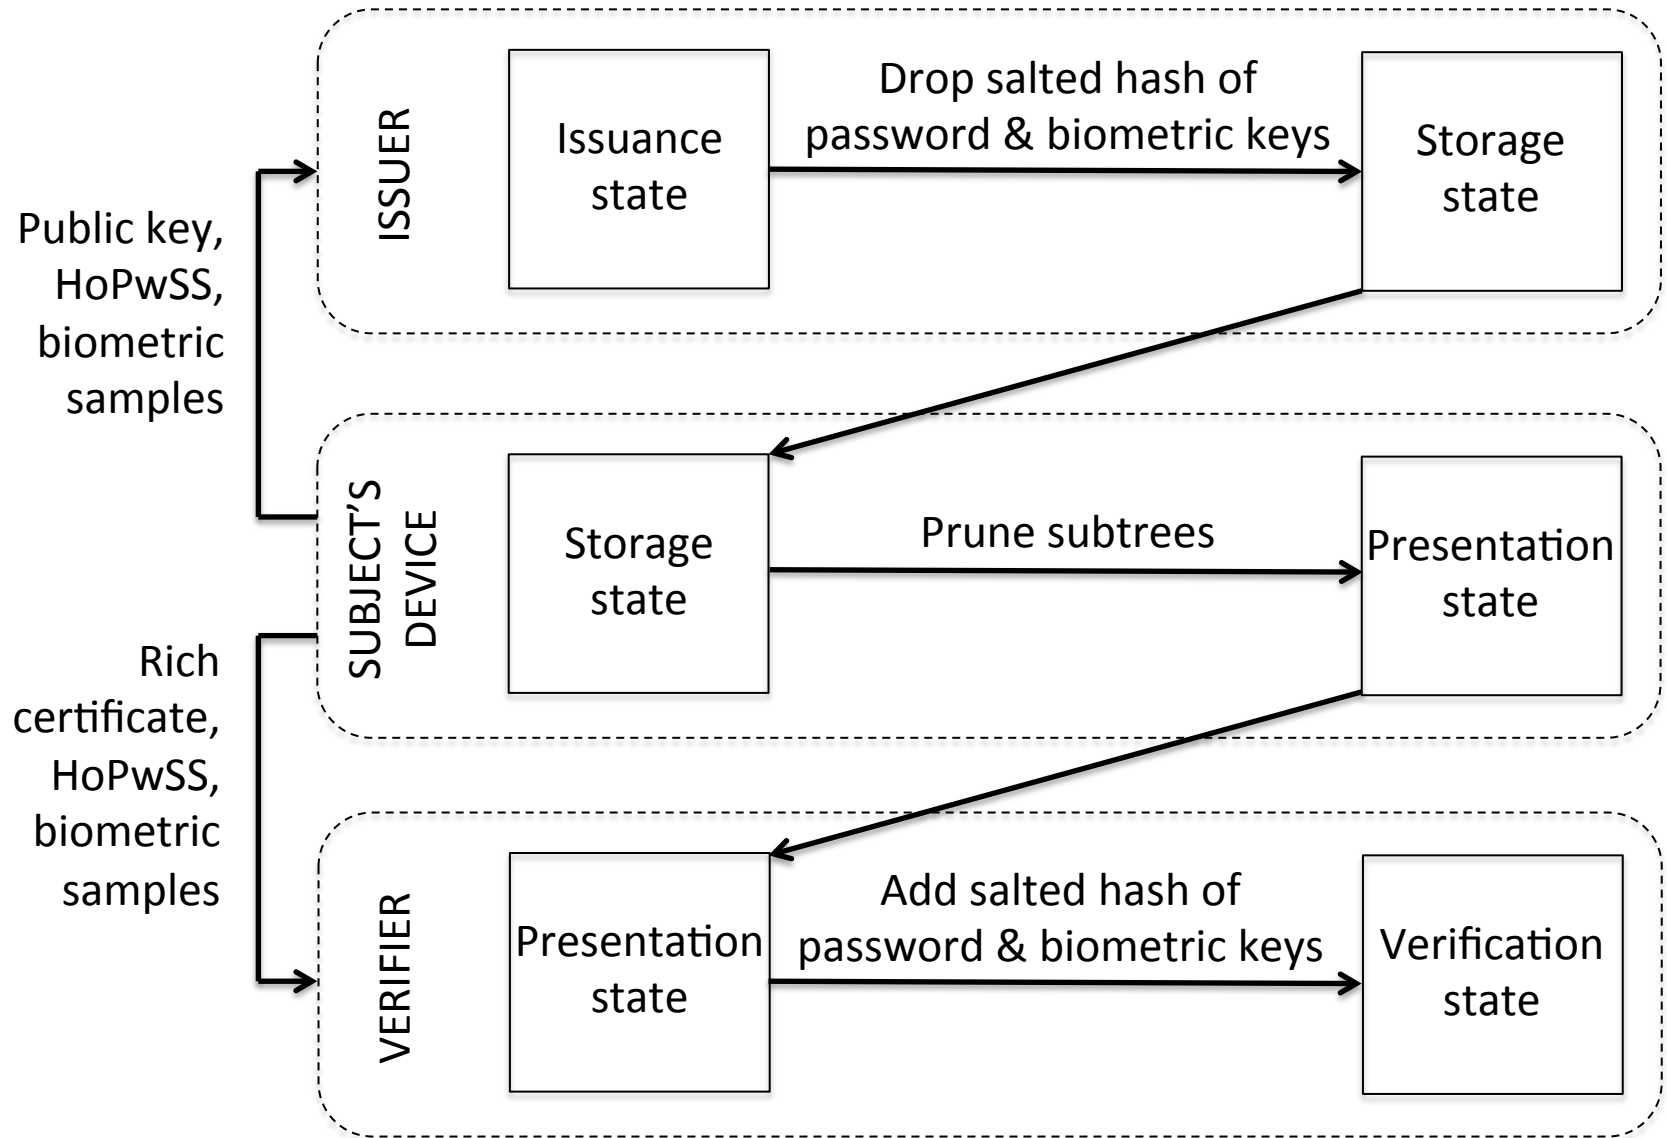 ISSUER
Issuance
state
Drop salted hash of
password & biometric keys
Storage
state
Public key,
HoPwSS,
biometric
samples
SUBJECT'S
DEVICE
Storage
state
Prune subtrees
Presentation
state
Rich
certificate,
HoPwSS,
biometric
samples
VERIFIER
Presentation
state
Add salted hash of
password & biometric keys
Verification
state